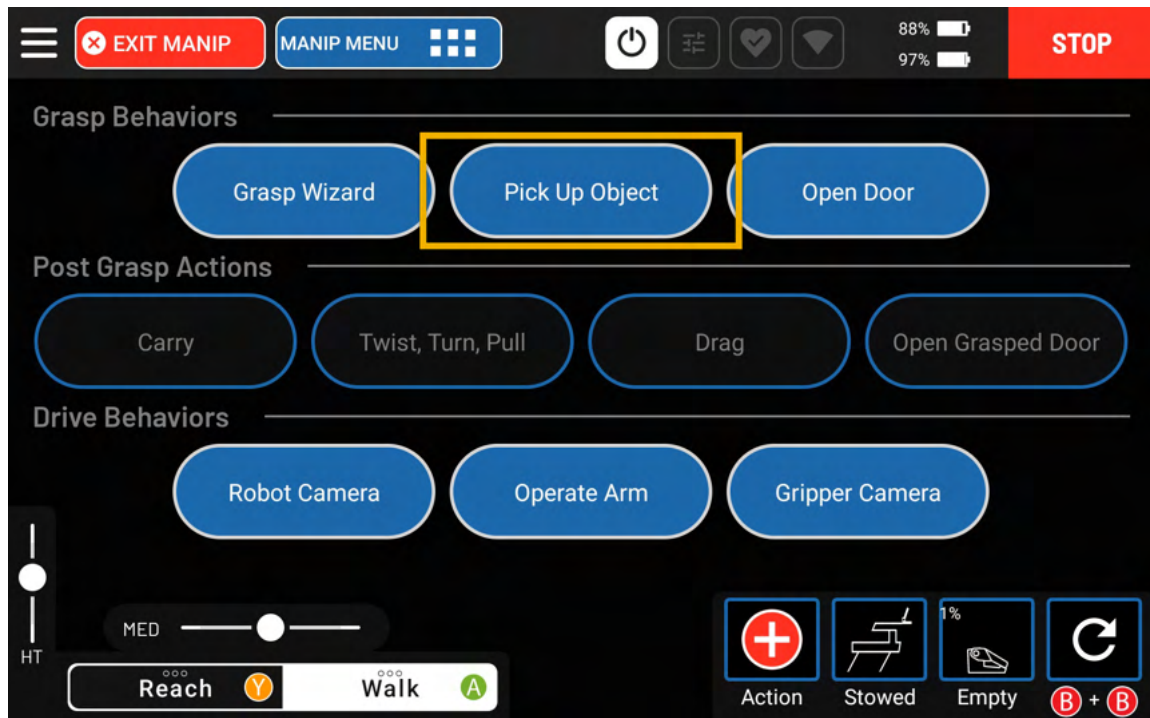 EXIT MANIP
MANIP MENU
88%
97%
STOP
Grasp Behaviors
Grasp Wizard
Pick Up Object
Open Door
Post Grasp Actions
Carry
Twist, Turn, Pull
Drag
Open Grasped Door
Drive Behaviors
Robot Camera
Operate Arm
Gripper Camera
HT
MED
Reach Y
Walk A
1%
Action
Stowed
Empty
B + B